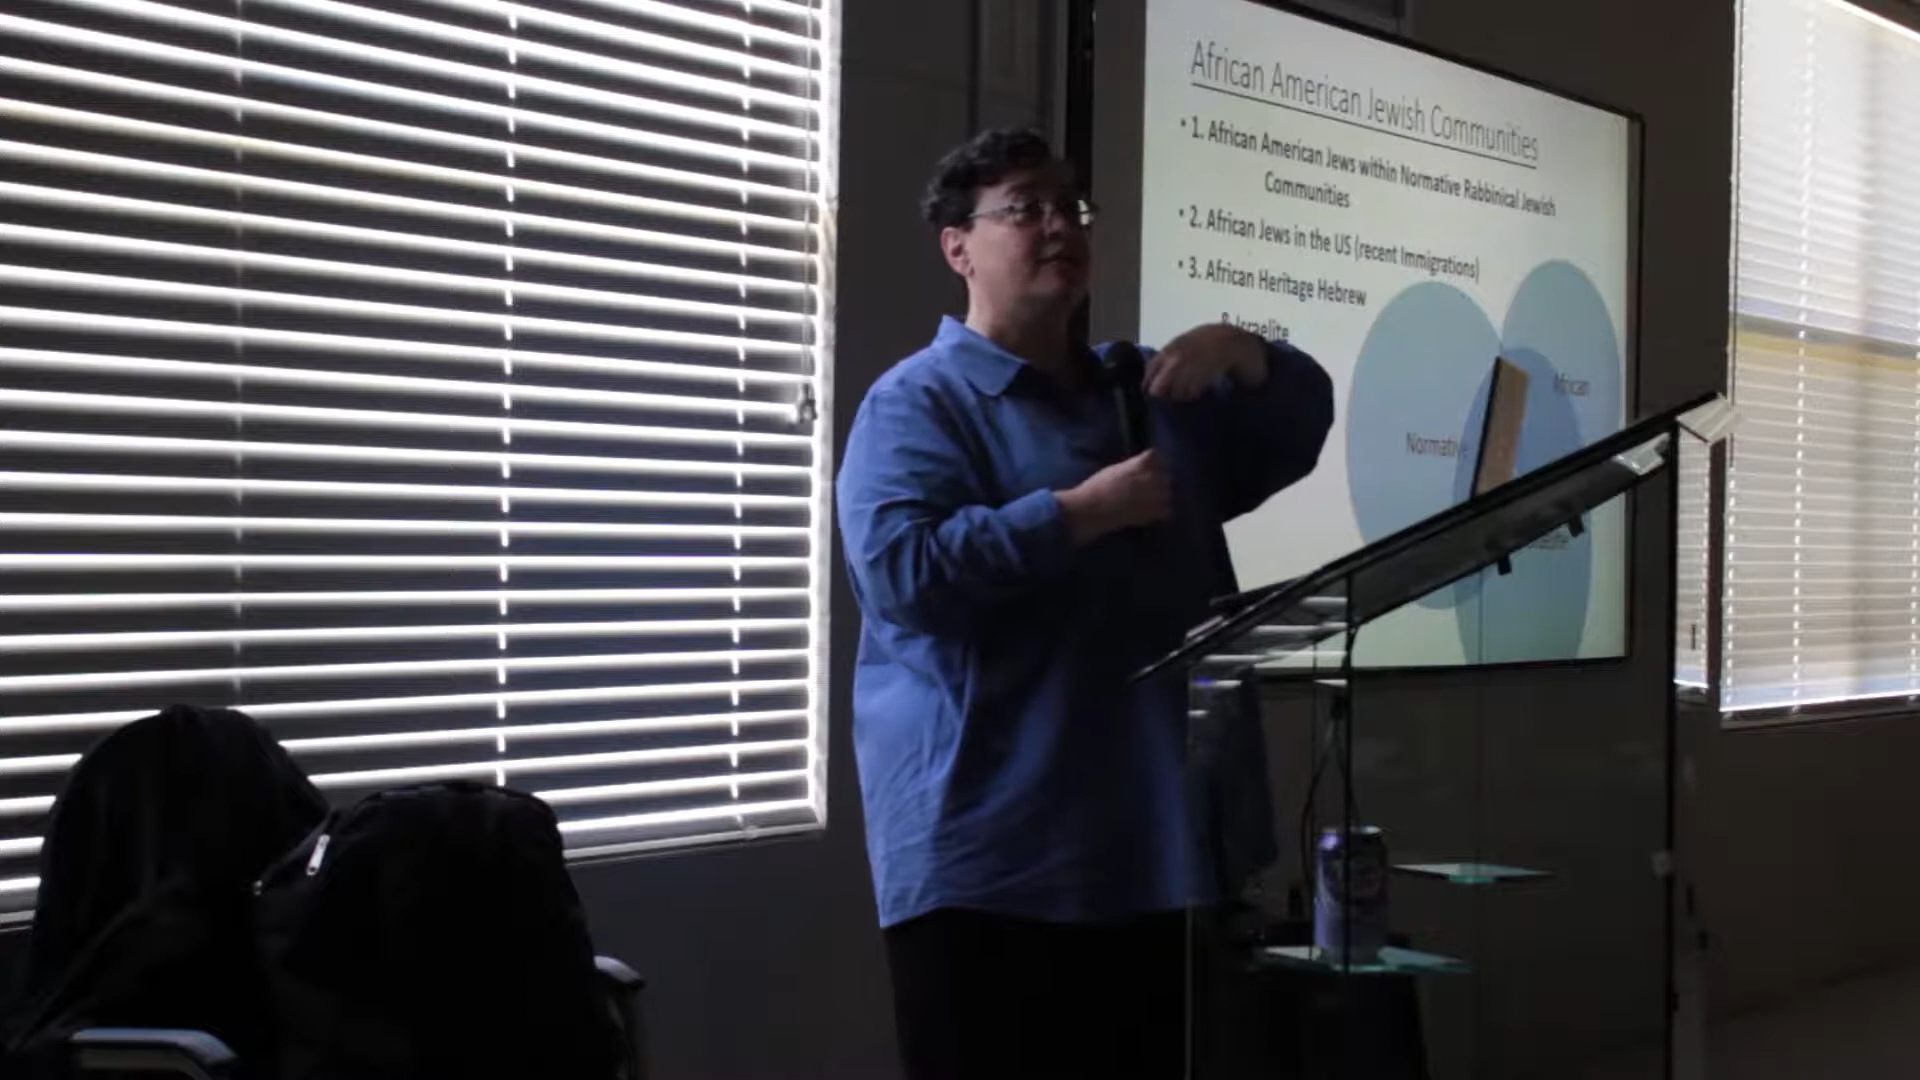 African American Jewish Communities
• 1. African American Jews within Normative Rabbinical Jewish
Communities
• 2. African Jews in the US (recent Immigrations)
• 3. African Heritage Hebrew
& Israelite
African
Normative